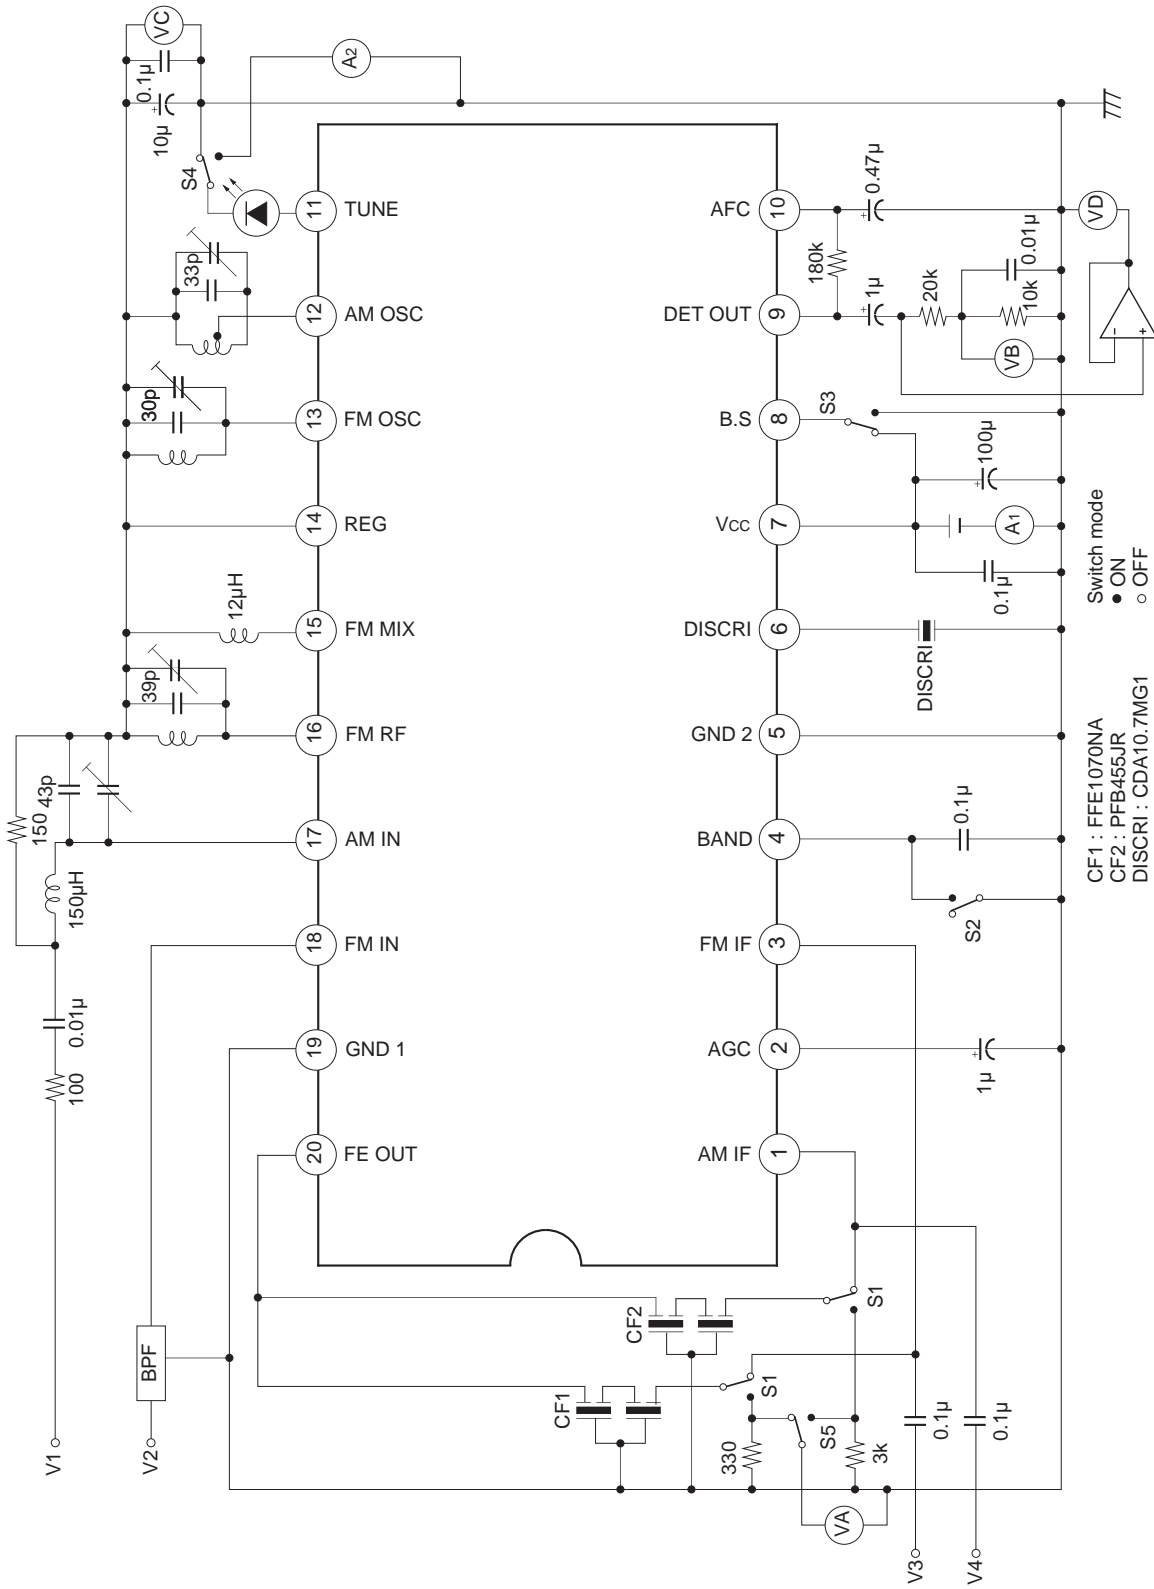 VC
0.1µ
10µ
+
A2
S4
11
TUNE
10
AFC
0.47µ
+
33p
12
AM OSC
180k
1µ
+
9
DET OUT
20k
0.01µ
10k
VD
VB
-
+
30p
13
FM OSC
8
B.S
S3
100µ
+
14
REG
7
Vcc
A1
0.1µ
Switch mode
● ON
○ OFF
12µH
15
FM MIX
6
DISCRI
DISCRI
39p
16
FM RF
5
GND 2
CF1 : FFE1070NA
CF2 : PFB455JR
DISCRI : CDA10.7MG1
150
43p
17
AM IN
4
BAND
0.1µ
S2
150µH
18
FM IN
3
FM IF
0.01µ
100
19
GND 1
2
AGC
1µ
+
20
FE OUT
1
AM IF
BPF
V1
V2
CF2
CF1
S1
S1
S5
330
3k
VA
0.1µ
0.1µ
V3
V4